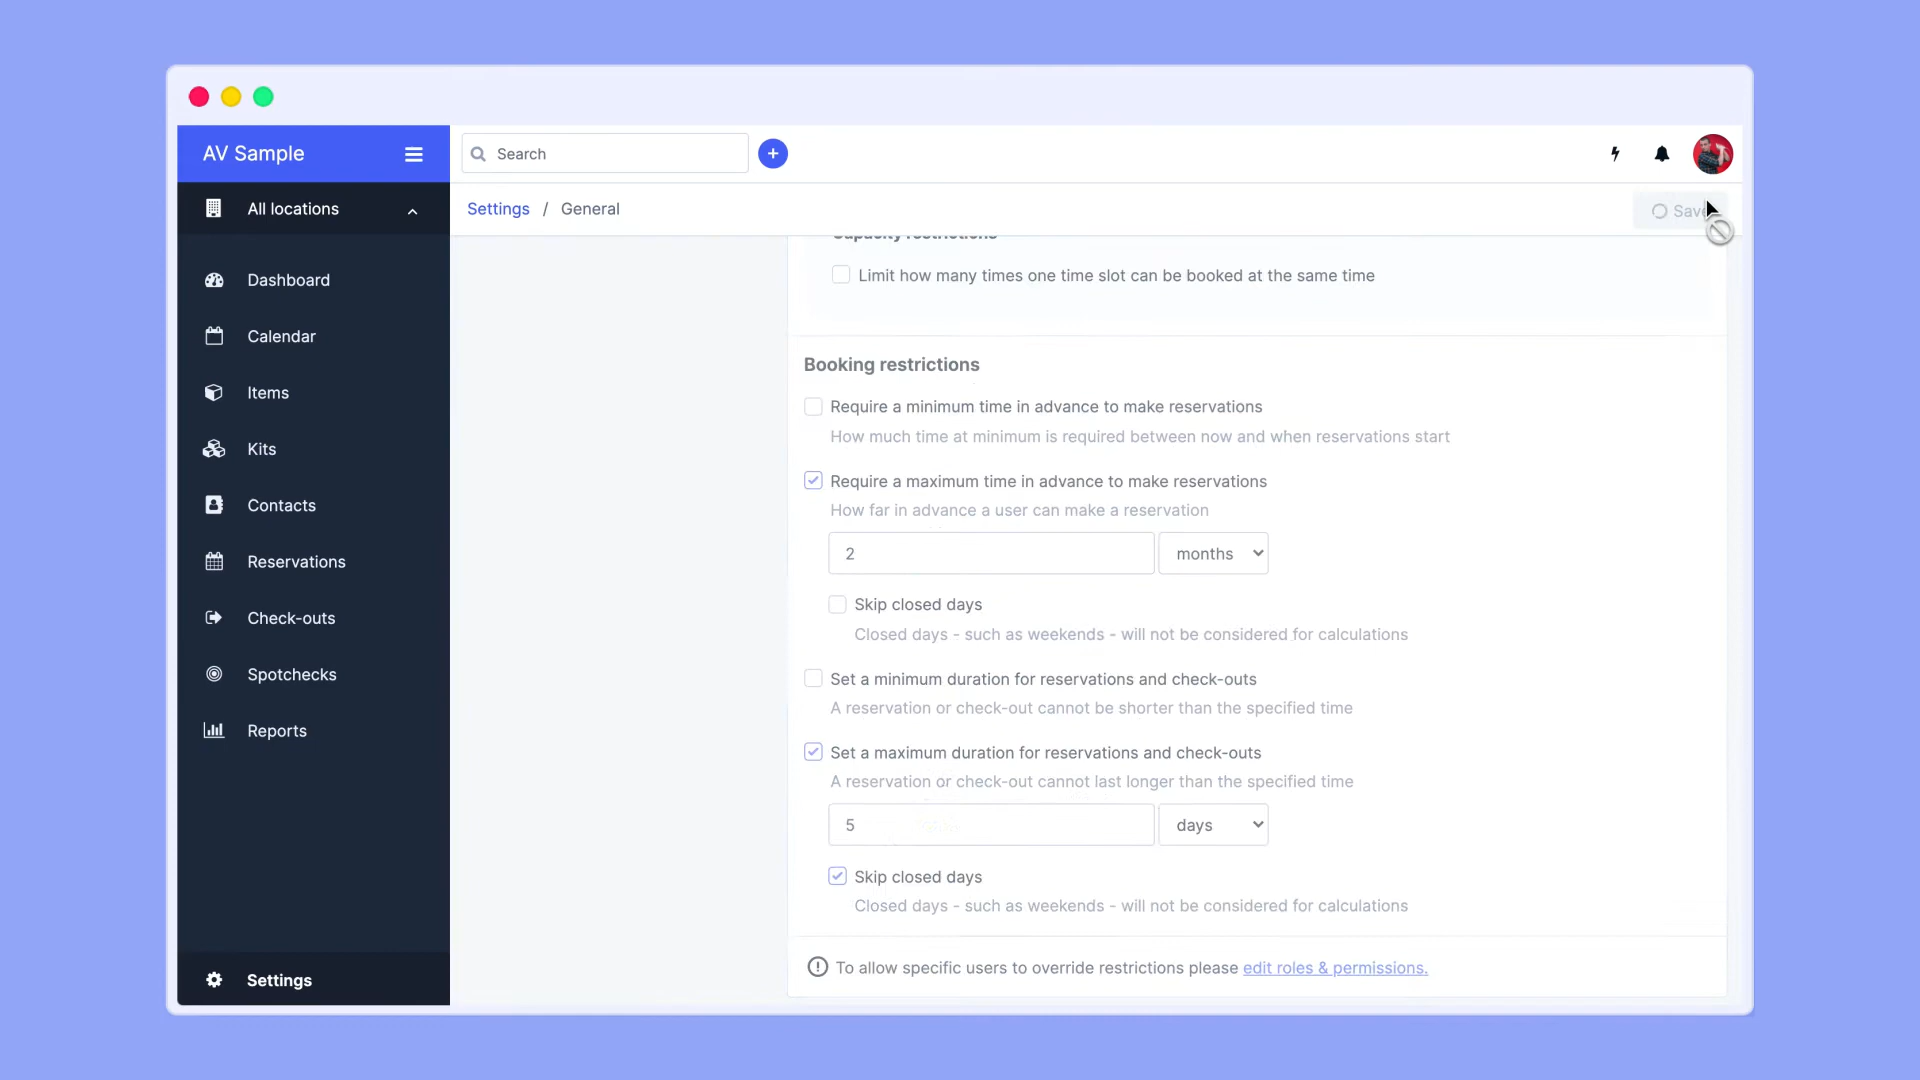 AV Sample
Search
All locations
Settings / General
Save
Dashboard
Calendar
Items
Kits
Contacts
Reservations
Check-outs
Spotchecks
Reports
Settings
Capacity restrictions
Limit how many times one time slot can be booked at the same time
Booking restrictions
Require a minimum time in advance to make reservations
How much time at minimum is required between now and when reservations start
Require a maximum time in advance to make reservations
How far in advance a user can make a reservation
2 months
Skip closed days
Closed days - such as weekends - will not be considered for calculations
Set a minimum duration for reservations and check-outs
A reservation or check-out cannot be shorter than the specified time
Set a maximum duration for reservations and check-outs
A reservation or check-out cannot last longer than the specified time
5 days
Skip closed days
Closed days - such as weekends - will not be considered for calculations
To allow specific users to override restrictions please edit roles & permissions.